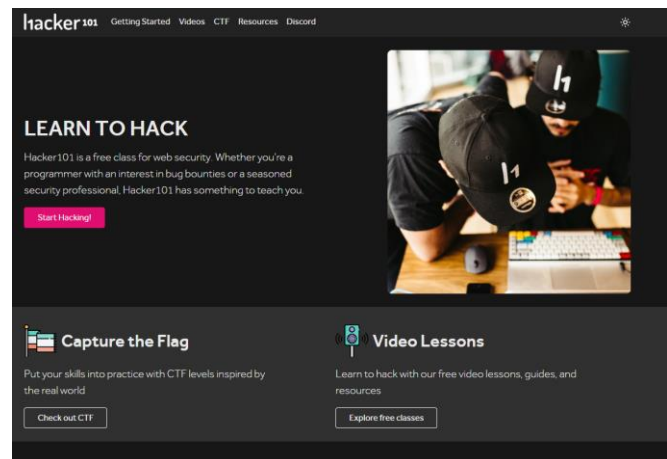 hacker101 Getting Started Videos CTF Resources Discord
LEARN TO HACK
Hacker101 is a free class for web security. Whether you're a
programmer with an interest in bug bounties or a seasoned
security professional, Hacker101 has something to teach you.
Start Hacking!
h1
h1
Capture the Flag
Put your skills into practice with CTF levels inspired by
the real world
Check out CTF
Video Lessons
Learn to hack with our free video lessons, guides, and
resources
Explore free classes